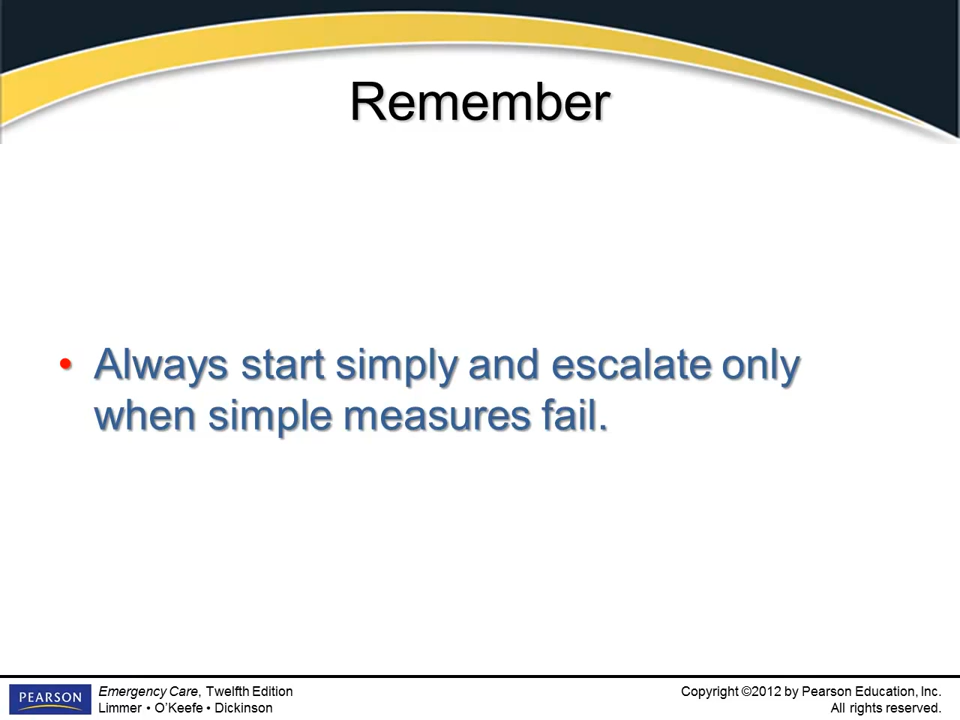 Remember
• Always start simply and escalate only
when simple measures fail.
PEARSON
Emergency Care, Twelfth Edition
Limmer • O’Keefe • Dickinson
Copyright ©2012 by Pearson Education, Inc.
All rights reserved.